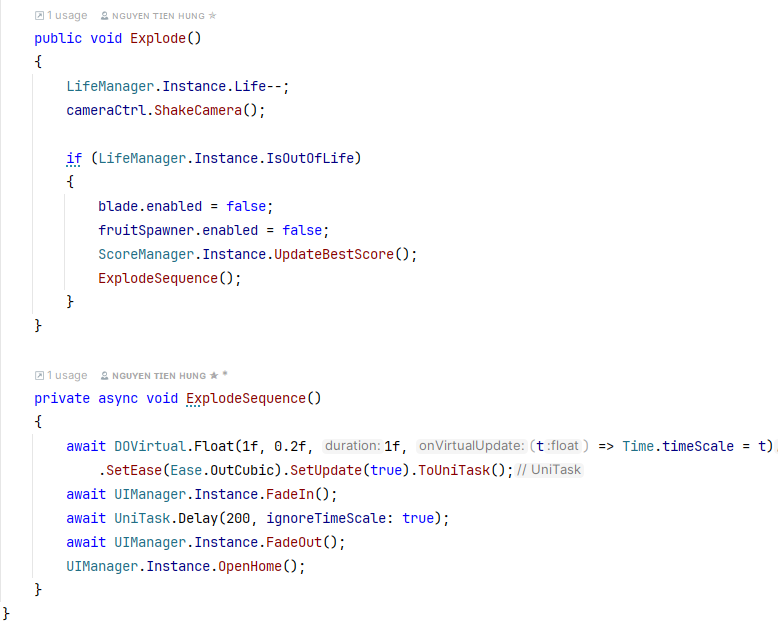 1 usage NGUYEN TIEN HUNG
public void Explode()
{
LifeManager.Instance.Life--;
cameraCtrl.ShakeCamera();
if (LifeManager.Instance.IsOutOfLife)
{
blade.enabled = false;
fruitSpawner.enabled = false;
ScoreManager.Instance.UpdateBestScore();
ExplodeSequence();
}
}
1 usage NGUYEN TIEN HUNG *
private async void ExplodeSequence()
{
await DOVirtual.Float(1f, 0.2f, duration: 1f, onVirtualUpdate: (t :float ) => Time.timeScale = t)
.SetEase(Ease.OutCubic).SetUpdate(true).ToUniTask(); // UniTask
await UIManager.Instance.FadeIn();
await UniTask.Delay(200, ignoreTimeScale: true);
await UIManager.Instance.FadeOut();
UIManager.Instance.OpenHome();
}
}